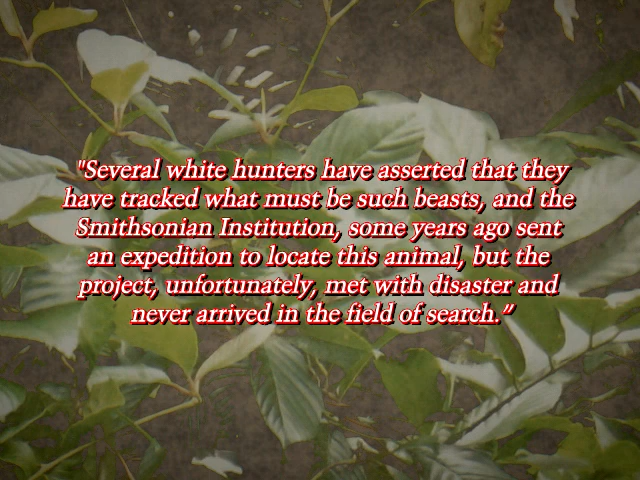 "Several white hunters have asserted that they
have tracked what must be such beasts, and the
Smithsonian Institution, some years ago sent
an expedition to locate this animal, but the
project, unfortunately, met with disaster and
never arrived in the field of search.”